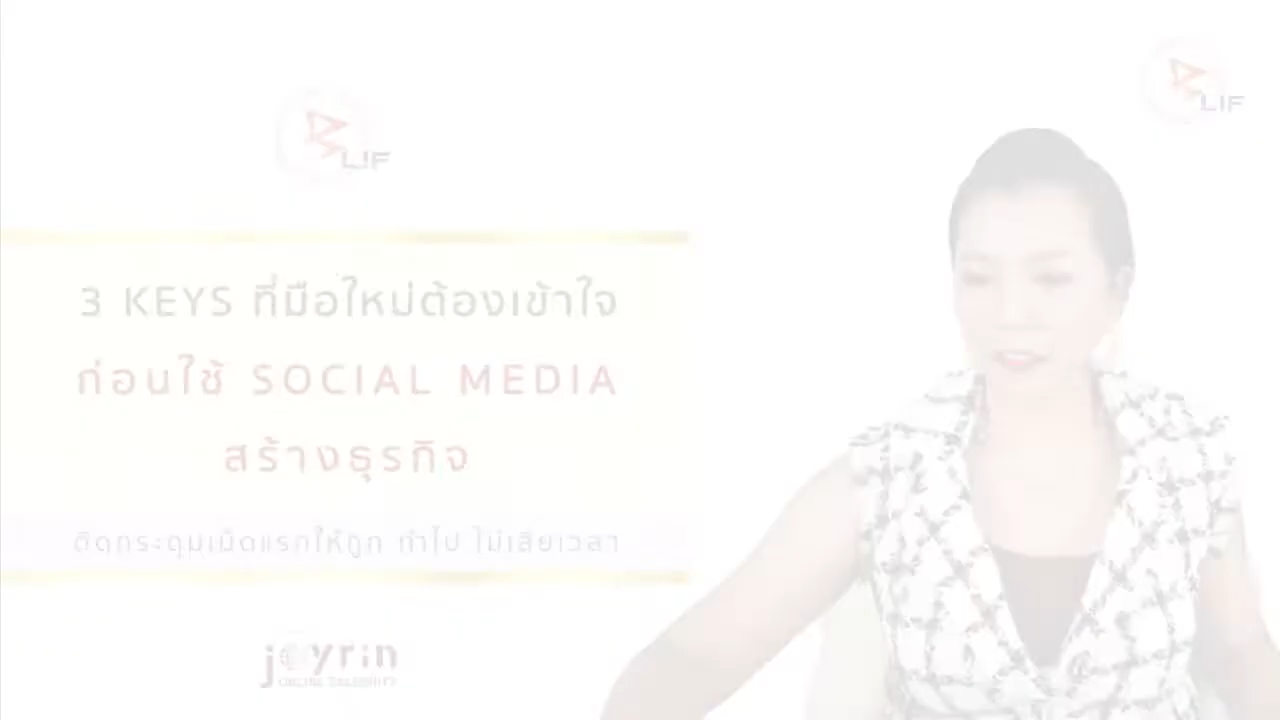 LIF
LIF
3 KEYS ที่มือใหม่ต้องเข้าใจ
ก่อนใช้ SOCIAL MEDIA
สร้างธุรกิจ
ติดกระดุมเม็ดแรกให้ถูก ทำไป ไม่เสียเวลา
joyrin
ONLINE CELEBRITY